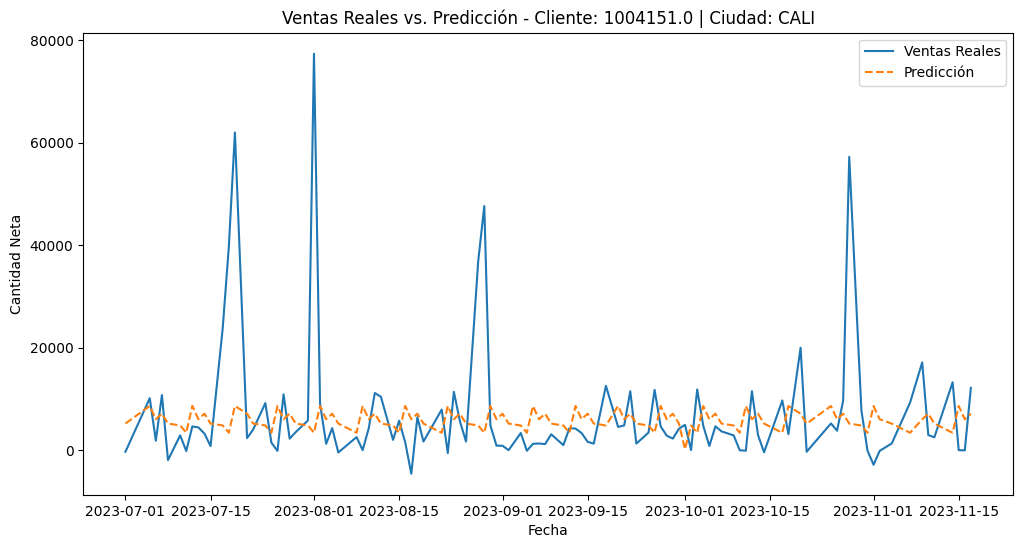 Ventas Reales vs. Predicción - Cliente: 1004151.0 | Ciudad: CALI
Ventas Reales
Predicción
Cantidad Neta
80000
60000
40000
20000
0
2023-07-01 2023-07-15 2023-08-01 2023-08-15 2023-09-01 2023-09-15 2023-10-01 2023-10-15 2023-11-01 2023-11-15
Fecha